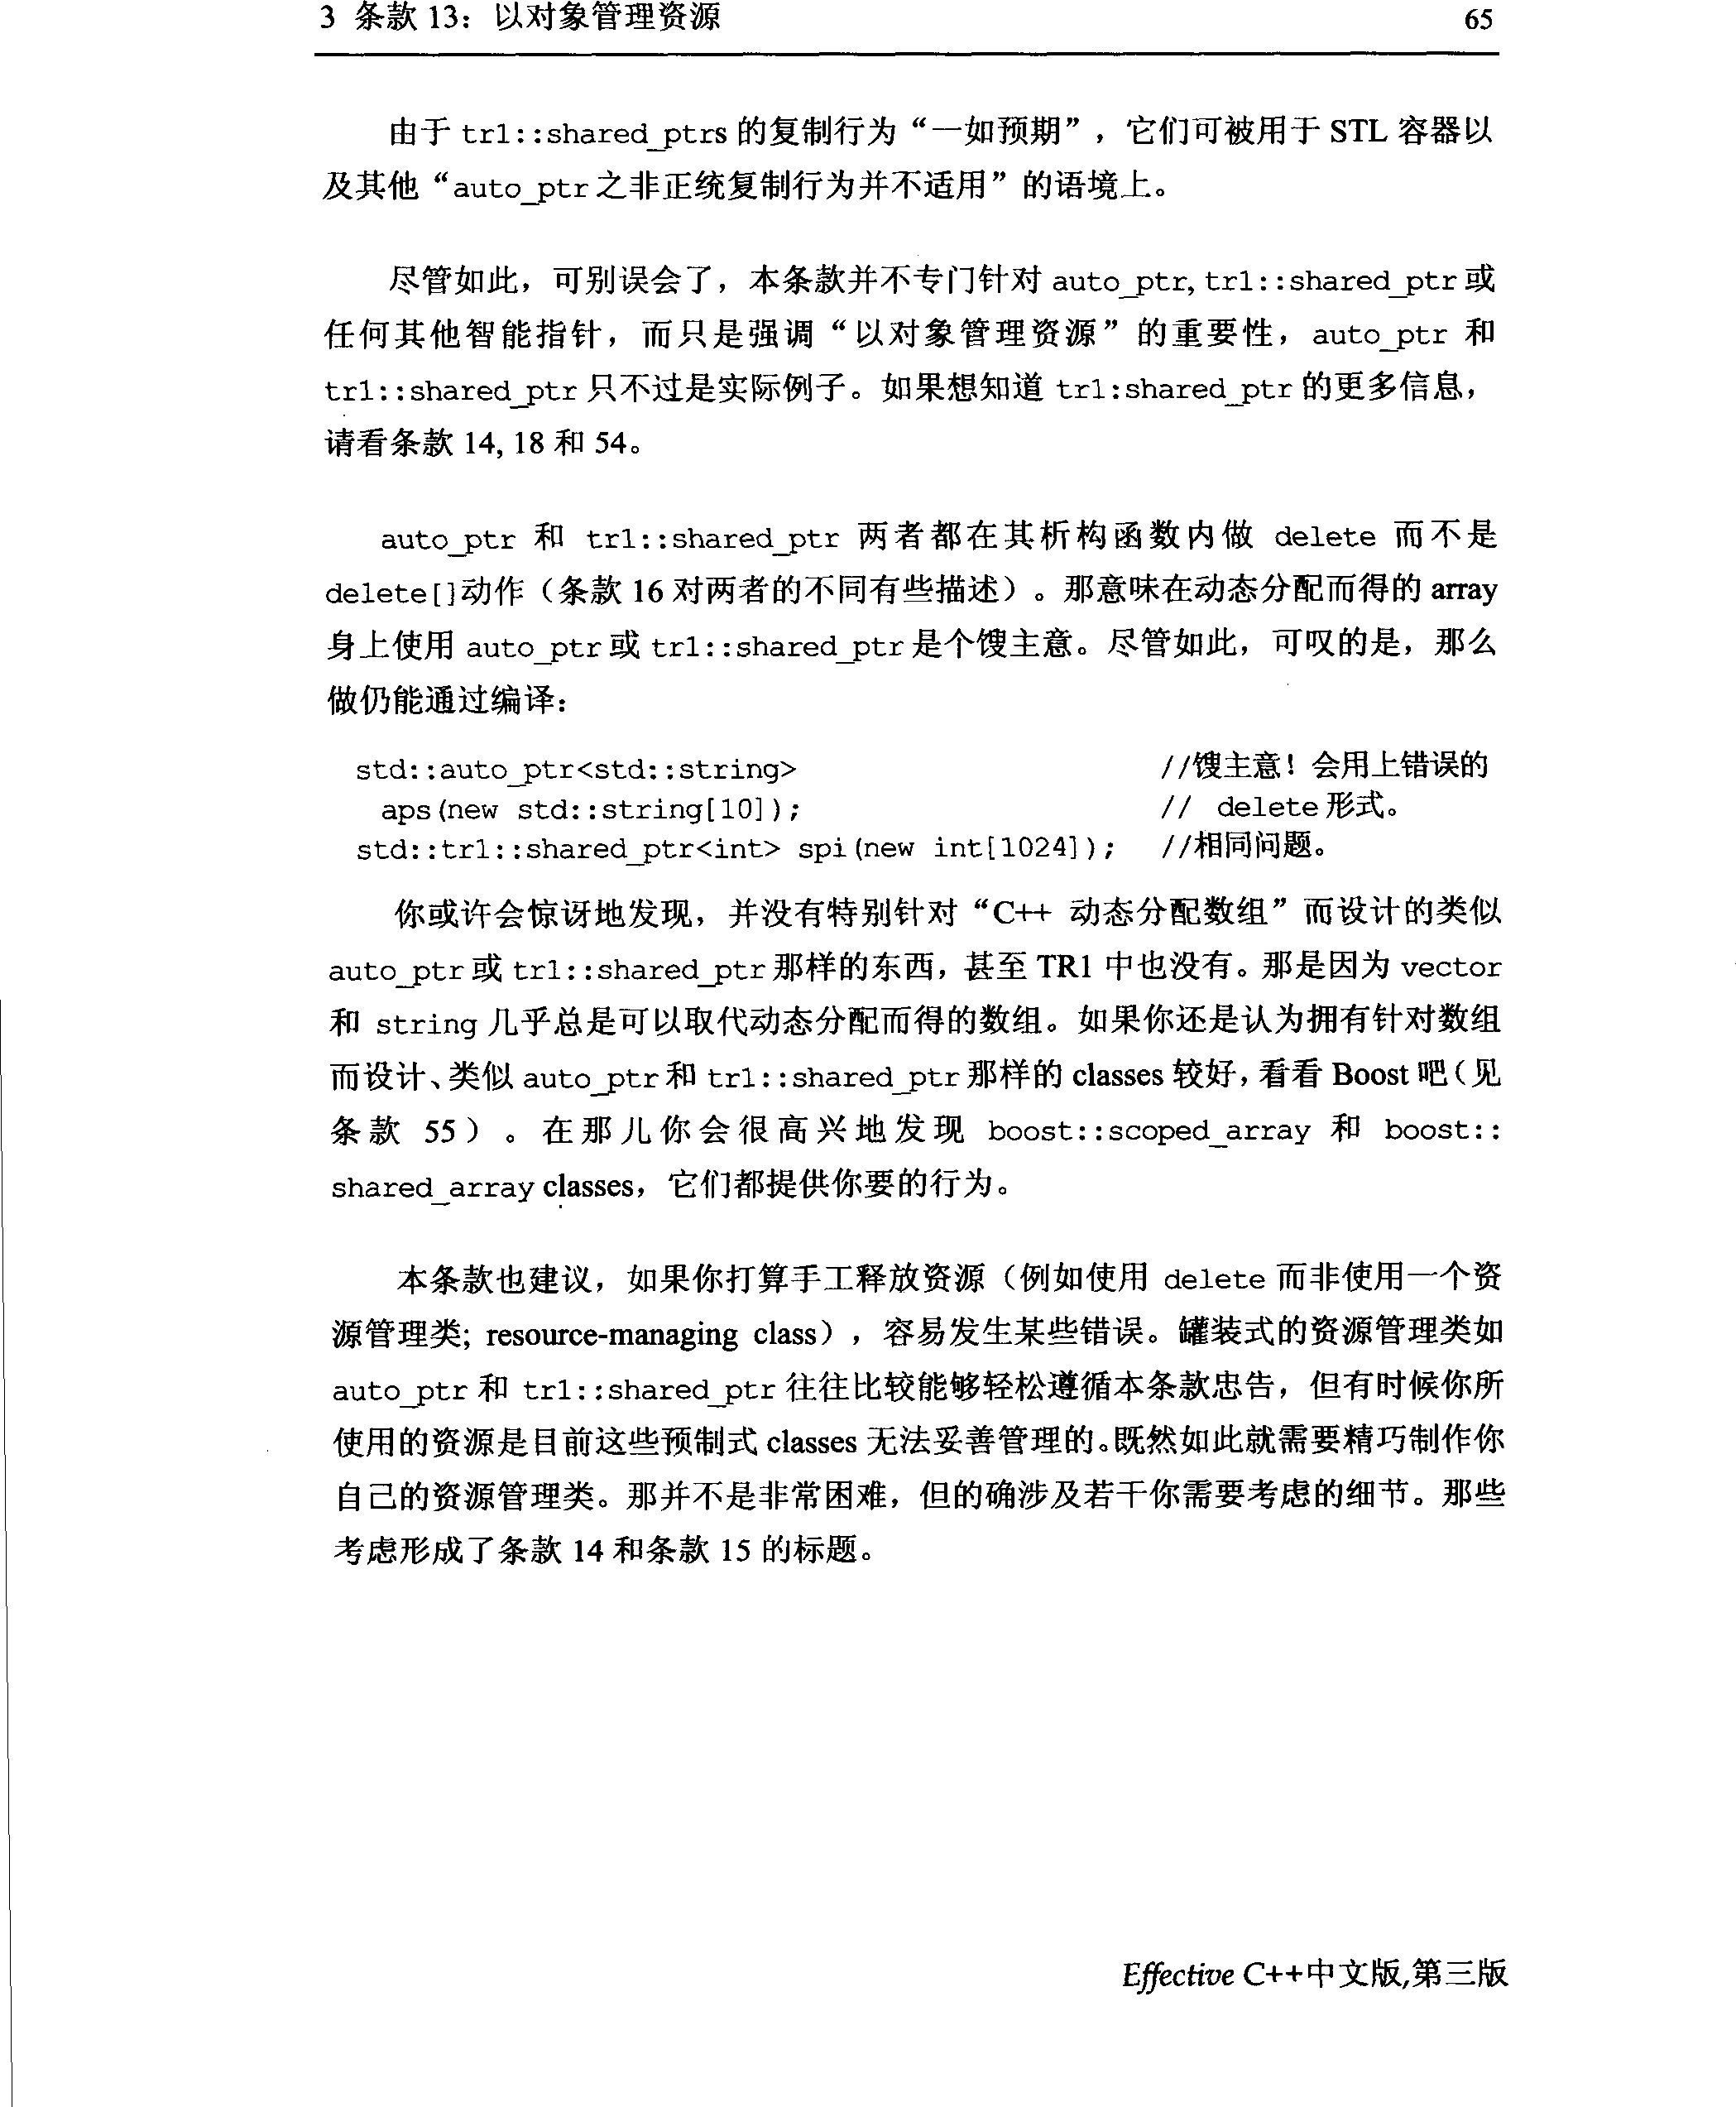 3 条款 13：以对象管理资源 65
由于 tr1::shared_ptrs 的复制行为“一如预期”，它们可被用于 STL 容器以
及其他“auto_ptr 之非正统复制行为并不适用”的语境上。
尽管如此，可别误会了，本条款并不专门针对 auto_ptr, tr1::shared_ptr 或
任何其他智能指针，而只是强调“以对象管理资源”的重要性，auto_ptr 和
tr1::shared_ptr 只不过是实际例子。如果想知道 tr1:shared_ptr 的更多信息，
请看条款 14, 18 和 54。
auto_ptr 和 tr1::shared_ptr 两者都在其析构函数内做 delete 而不是
delete[]动作（条款 16 对两者的不同有些描述）。那意味在动态分配而得的 array
身上使用 auto_ptr 或 tr1::shared_ptr 是个馊主意。尽管如此，可叹的是，那么
做仍能通过编译：
std::auto_ptr<std::string> //馊主意！会用上错误的
aps(new std::string[10]); // delete 形式。
std::tr1::shared_ptr<int> spi(new int[1024]); //相同问题。
你或许会惊讶地发现，并没有特别针对“C++ 动态分配数组”而设计的类似
auto_ptr 或 tr1::shared_ptr 那样的东西，甚至 TR1 中也没有。那是因为 vector
和 string 几乎总是可以取代动态分配而得的数组。如果你还是认为拥有针对数组
而设计、类似 auto_ptr 和 tr1::shared_ptr 那样的 classes 较好，看看 Boost 吧（见
条款 55）。在那儿你会很高兴地发现 boost::scoped_array 和 boost::
shared_array classes，它们都提供你要的行为。
本条款也建议，如果你打算手工释放资源（例如使用 delete 而非使用一个资
源管理类; resource-managing class），容易发生某些错误。罐装式的资源管理类如
auto_ptr 和 tr1::shared_ptr 往往比较能够轻松遵循本条款忠告，但有时候你所
使用的资源是目前这些预制式 classes 无法妥善管理的。既然如此就需要精巧制作你
自己的资源管理类。那并不是非常困难，但的确涉及若干你需要考虑的细节。那些
考虑形成了条款 14 和条款 15 的标题。
Effective C++中文版,第三版